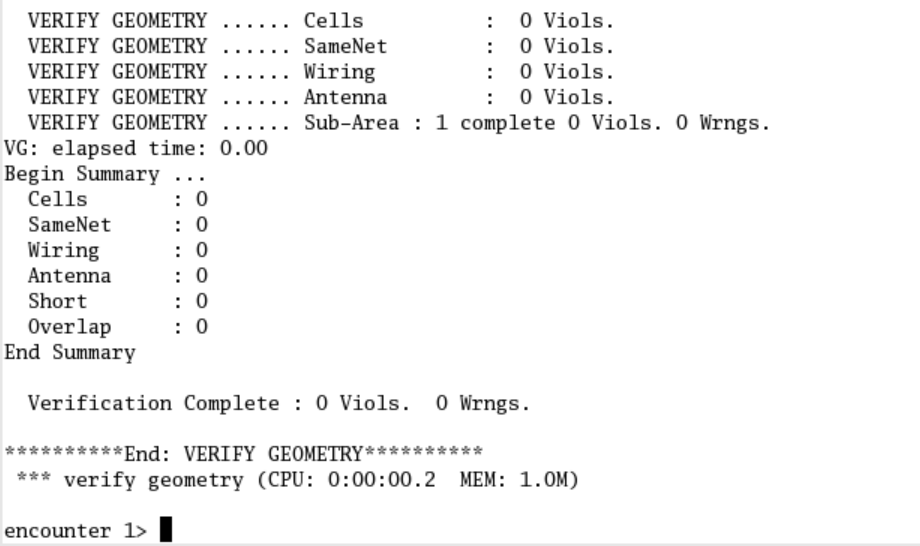 VERIFY GEOMETRY ...... Cells          :  0 Viols.
VERIFY GEOMETRY ...... SameNet        :  0 Viols.
VERIFY GEOMETRY ...... Wiring         :  0 Viols.
VERIFY GEOMETRY ...... Antenna        :  0 Viols.
VERIFY GEOMETRY ...... Sub-Area : 1 complete 0 Viols. 0 Wrngs.
VG: elapsed time: 0.00
Begin Summary ...
Cells       : 0
SameNet     : 0
Wiring      : 0
Antenna     : 0
Short       : 0
Overlap     : 0
End Summary
Verification Complete : 0 Viols.  0 Wrngs.
**********End: VERIFY GEOMETRY**********
*** verify geometry (CPU: 0:00:00.2  MEM: 1.0M)
encounter 1>